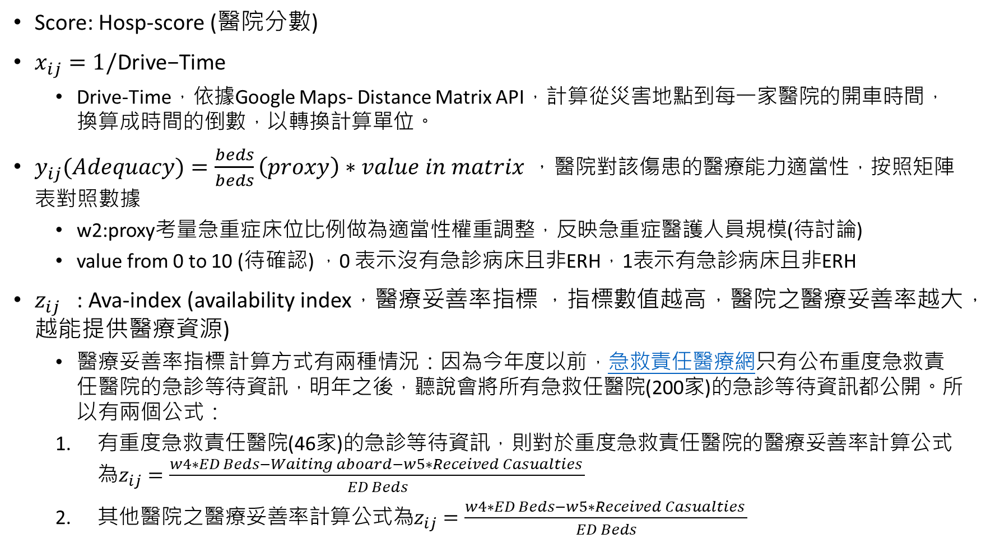 • Score: Hosp-score (醫院分數)
• x_{ij} = 1/Drive−Time
• Drive-Time，依據Google Maps- Distance Matrix API，計算從災害地點到每一家醫院的開車時間，
換算成時間的倒數，以轉換計算單位。
• y_{ij}(Adequacy) = \frac{beds}{beds}(proxy) ∗ value in matrix ，醫院對該傷患的醫療能力適當性，按照矩陣
表對照數據
• w2:proxy考量急重症床位比例做為適當性權重調整，反映急重症醫護人員規模(待討論)
• value from 0 to 10 (待確認)，0 表示沒有急診病床且非ERH，1表示有急診病床且非ERH
• z_{ij} : Ava-index (availability index，醫療妥善率指標 ，指標數值越高，醫院之醫療妥善率越大，
越能提供醫療資源)
• 醫療妥善率指標 計算方式有兩種情況：因為今年度以前，急救責任醫療網只有公布重度急救責
任醫院的急診等待資訊，明年之後，聽說會將所有急救任醫院(200家)的急診等待資訊都公開。所
以有兩個公式：
1. 有重度急救責任醫院(46家)的急診等待資訊，則對於重度急救責任醫院的醫療妥善率計算公式
為z_{ij} = \frac{w4∗ED Beds−Waiting aboard−w5∗Received Casualties}{ED Beds}
2. 其他醫院之醫療妥善率計算公式為z_{ij} = \frac{w4∗ED Beds−w5∗Received Casualties}{ED Beds}